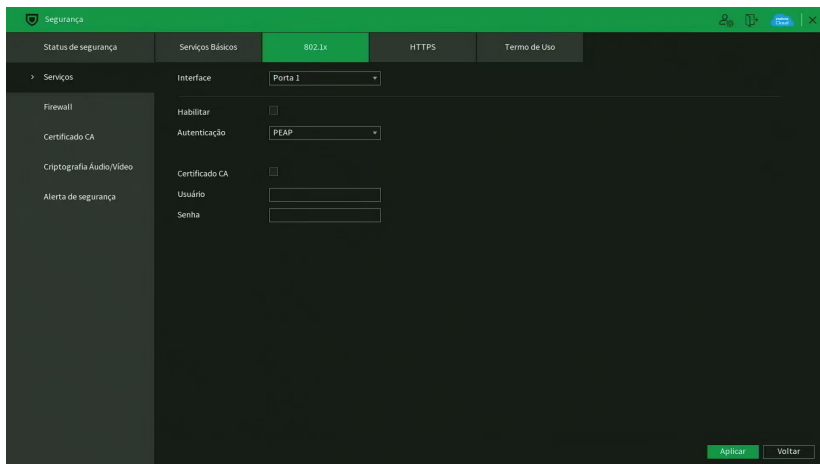 Segurança
Cloud
Status de segurança
Serviços Básicos
802.1x
HTTPS
Termo de Uso
> Serviços
Firewall
Certificado CA
Criptografia Áudio/Vídeo
Alerta de segurança
Interface Porta 1
Habilitar
Autenticação PEAP
Certificado CA
Usuário
Senha
Aplicar
Voltar